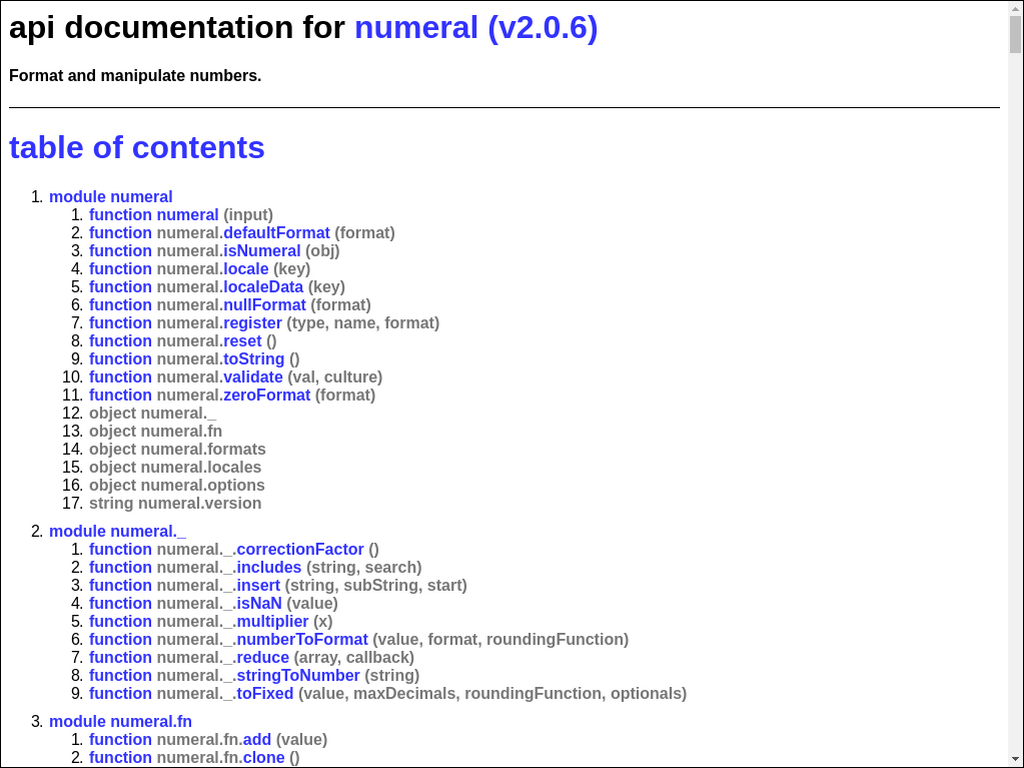 api documentation for numeral (v2.0.6)
Format and manipulate numbers.
table of contents
1. module numeral
1. function numeral (input)
2. function numeral.defaultFormat (format)
3. function numeral.isNumeral (obj)
4. function numeral.locale (key)
5. function numeral.localeData (key)
6. function numeral.nullFormat (format)
7. function numeral.register (type, name, format)
8. function numeral.reset ()
9. function numeral.toString ()
10. function numeral.validate (val, culture)
11. function numeral.zeroFormat (format)
12. object numeral._
13. object numeral.fn
14. object numeral.formats
15. object numeral.locales
16. object numeral.options
17. string numeral.version
2. module numeral._
1. function numeral._.correctionFactor ()
2. function numeral._.includes (string, search)
3. function numeral._.insert (string, subString, start)
4. function numeral._.isNaN (value)
5. function numeral._.multiplier (x)
6. function numeral._.numberToFormat (value, format, roundingFunction)
7. function numeral._.reduce (array, callback)
8. function numeral._.stringToNumber (string)
9. function numeral._.toFixed (value, maxDecimals, roundingFunction, optionals)
3. module numeral.fn
1. function numeral.fn.add (value)
2. function numeral.fn.clone ()